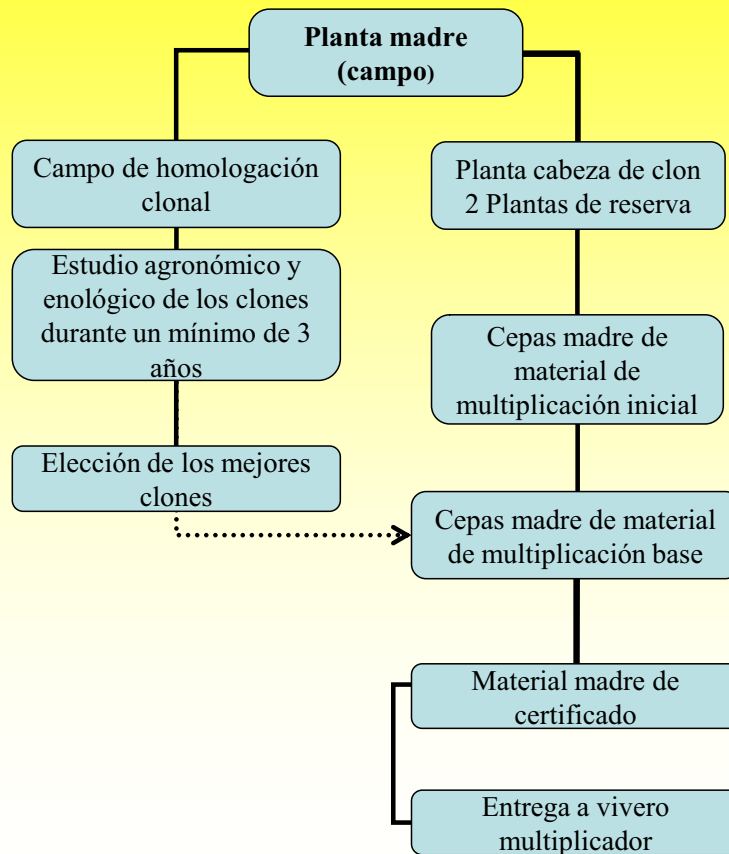 Planta madre
(campo)
Campo de homologación
clonal
Planta cabeza de clon
2 Plantas de reserva
Estudio agronómico y
enológico de los clones
durante un mínimo de 3
años
Cepas madre de
material de
multiplicación inicial
Elección de los mejores
clones
Cepas madre de material
de multiplicación base
Material madre de
certificado
Entrega a vivero
multiplicador